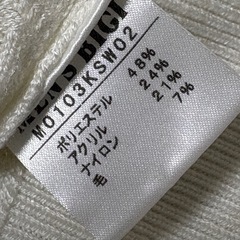 MEN'S BIGI
M0103KSW02
ポリエステル 48%
アクリル 24%
ナイロン 21%
毛 7%